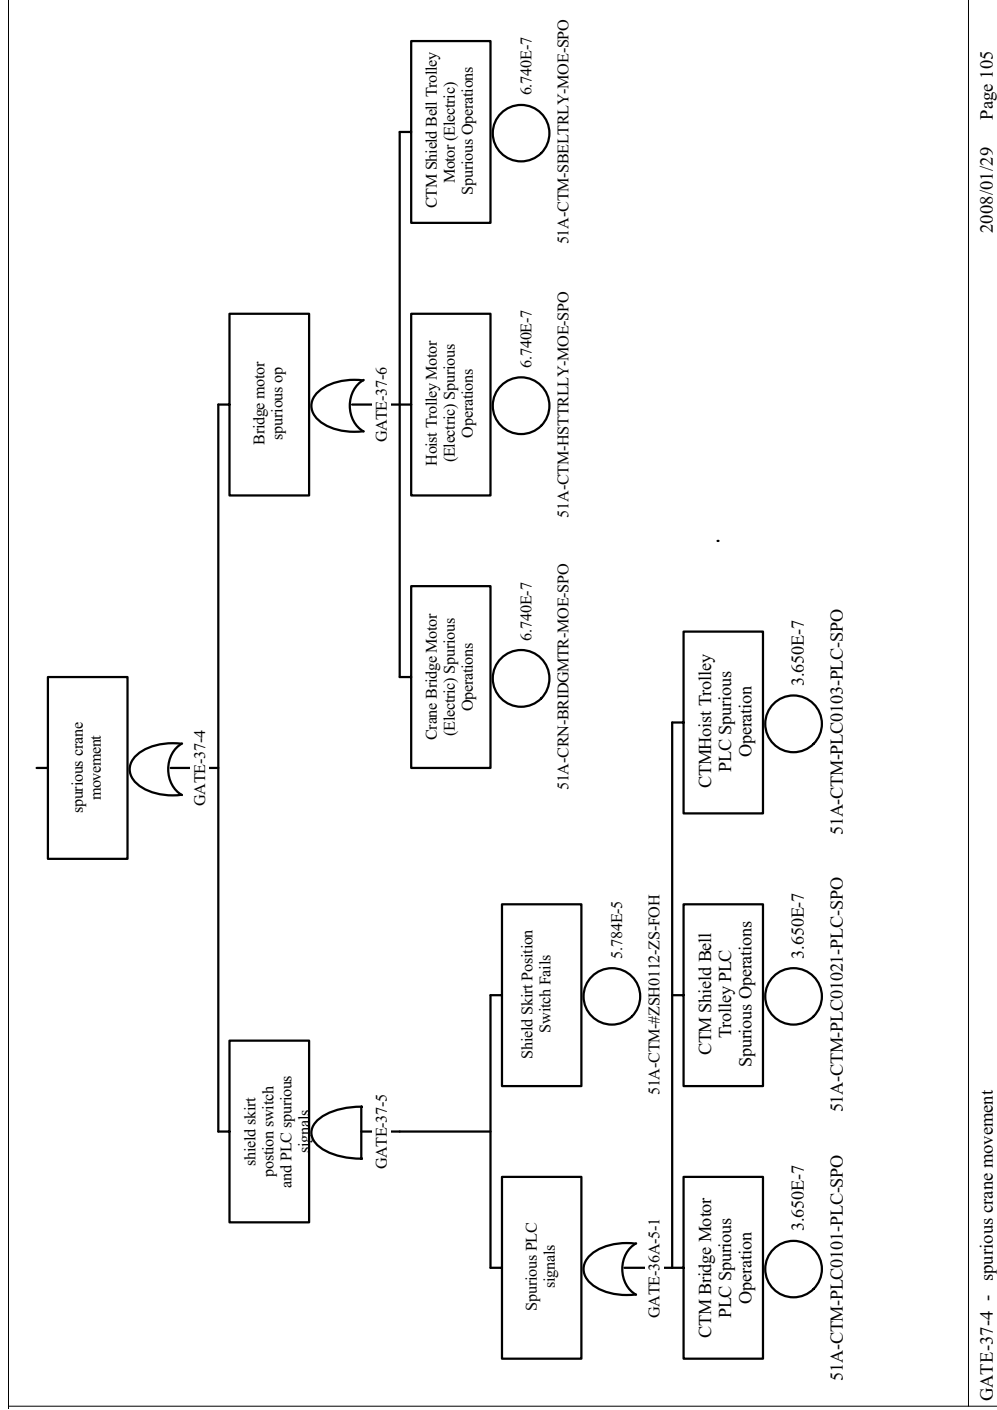 spurious crane
movement
GATE-37-4
shield skirt
postion switch
and PLC spurious
signals
GATE-37-5
Bridge motor
spurious op
GATE-37-6
Spurious PLC
signals
GATE-36A-5-1
Shield Skirt Position
Switch Fails
5.784E-5
51A-CTM-#ZSH0112-ZS-FOH
Crane Bridge Motor
(Electric) Spurious
Operations
6.740E-7
51A-CRN-BRIDGMTR-MOE-SPO
Hoist Trolley Motor
(Electric) Spurious
Operations
6.740E-7
51A-CTM-HSTTRLLY-MOE-SPO
CTM Shield Bell Trolley
Motor (Electric)
Spurious Operations
6.740E-7
51A-CTM-SBELTRLY-MOE-SPO
CTM Bridge Motor
PLC Spurious
Operation
3.650E-7
51A-CTM-PLC0101-PLC-SPO
CTM Shield Bell
Trolley PLC
Spurious Operations
3.650E-7
51A-CTM-PLC01021-PLC-SPO
CTMHoist Trolley
PLC Spurious
Operation
3.650E-7
51A-CTM-PLC0103-PLC-SPO
GATE-37-4 - spurious crane movement
2008/01/29 Page 105